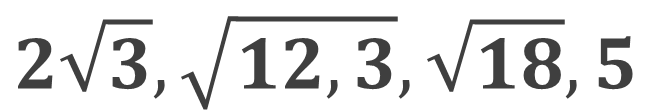 2√3, √12,3, √18, 5